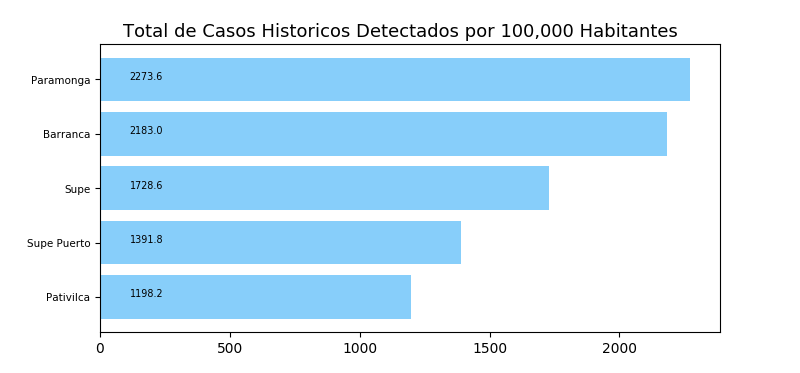 Total de Casos Historicos Detectados por 100,000 Habitantes
Paramonga 2273.6
Barranca 2183.0
Supe 1728.6
Supe Puerto 1391.8
Pativilca 1198.2
0 500 1000 1500 2000